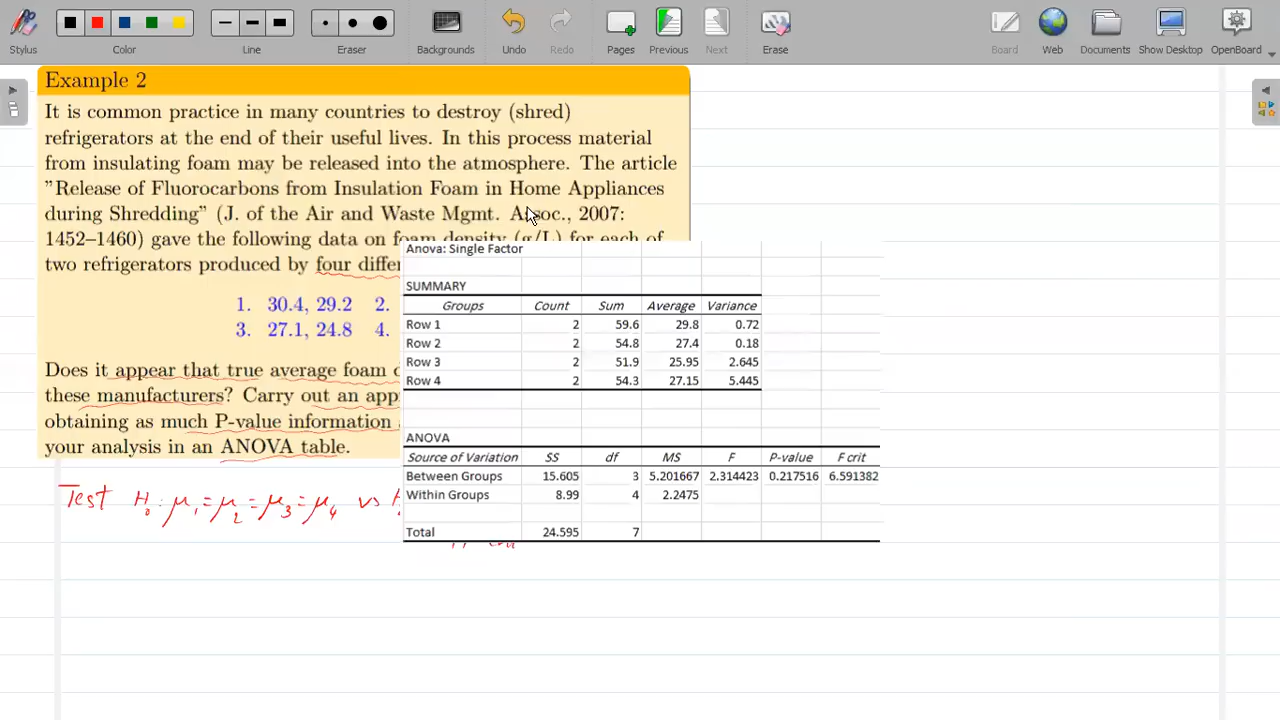 Stylus Color Line Eraser Backgrounds Undo Redo Pages Previous Next Erase Board Web Documents Show Desktop OpenBoard
Example 2
It is common practice in many countries to destroy (shred)
refrigerators at the end of their useful lives. In this process material
from insulating foam may be released into the atmosphere. The article
"Release of Fluorocarbons from Insulation Foam in Home Appliances
during Shredding" (J. of the Air and Waste Mgmt. Assoc., 2007:
1452–1460) gave the following data on foam density (g/L) for each of
two refrigerators produced by four differ
1. 30.4, 29.2 2.
3. 27.1, 24.8 4.
Does it appear that true average foam d
these manufacturers? Carry out an app
obtaining as much P-value information
your analysis in an ANOVA table.
Anova: Single Factor
SUMMARY
Groups Count Sum Average Variance
Row 1 2 59.6 29.8 0.72
Row 2 2 54.8 27.4 0.18
Row 3 2 51.9 25.95 2.645
Row 4 2 54.3 27.15 5.445
ANOVA
Source of Variation SS df MS F P-value F crit
Between Groups 15.605 3 5.201667 2.314423 0.217516 6.591382
Within Groups 8.99 4 2.2475
Total 24.595 7
Test H₀: μ₁ = μ₂ = μ₃ = μ₄ vs H